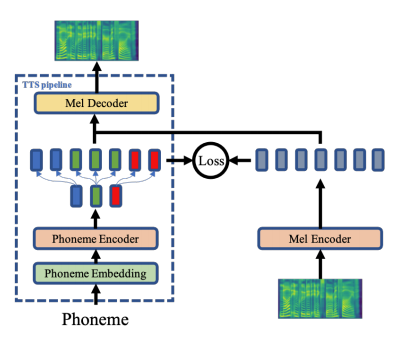 TTS pipeline
Mel Decoder
Loss
Phoneme Encoder
Mel Encoder
Phoneme Embedding
Phoneme